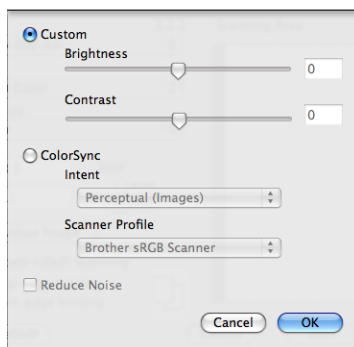 Custom
Brightness
0
Contrast
0
ColorSync
Intent
Perceptual (Images)
Scanner Profile
Brother sRGB Scanner
Reduce Noise
Cancel OK